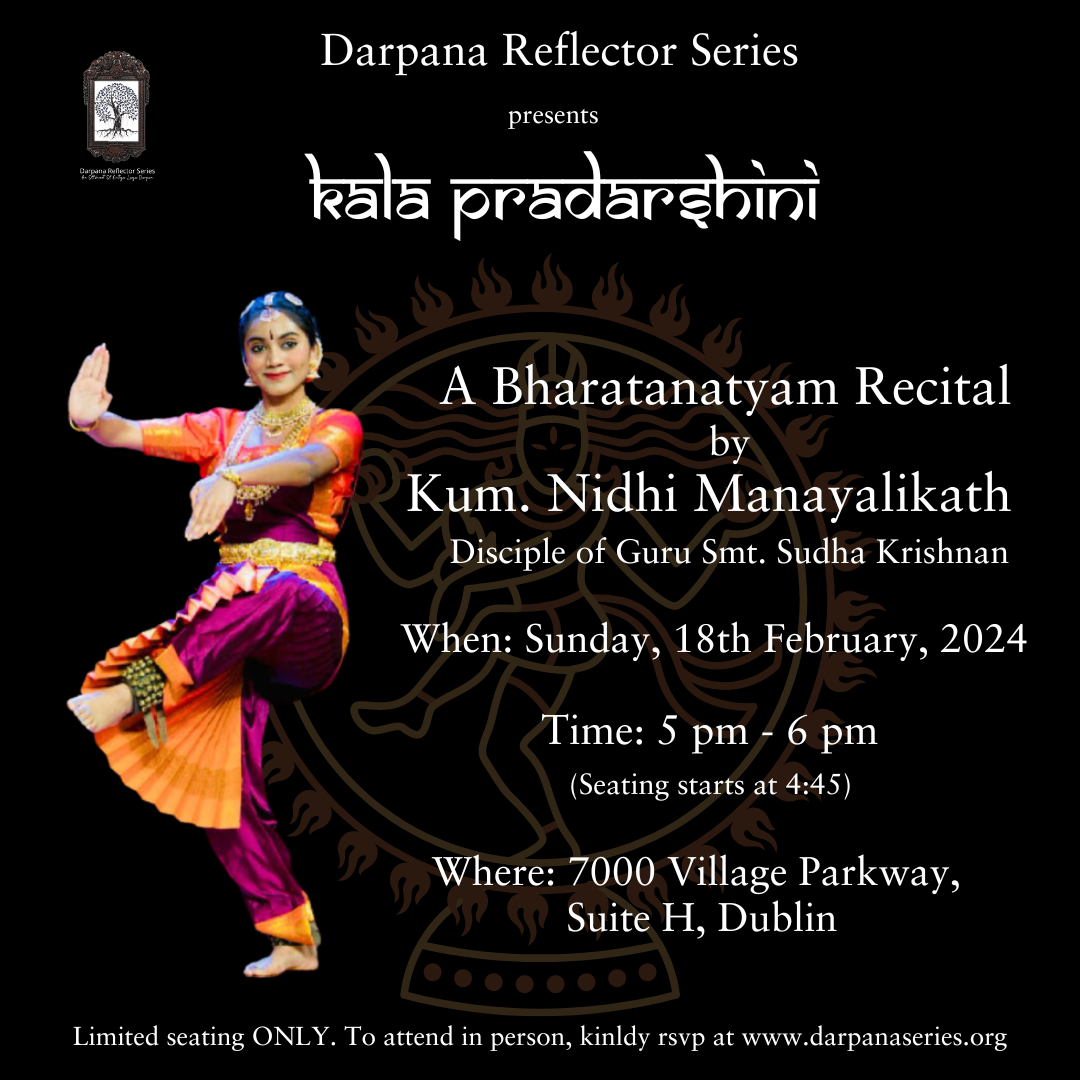 Darpana Reflector Series
presents
kala pradarshini
Darpana Reflector Series
A Bharatanatyam Recital
by
Kum. Nidhi Manayalikath
Disciple of Guru Smt. Sudha Krishnan
When: Sunday, 18th February, 2024
Time: 5 pm - 6 pm
(Seating starts at 4:45)
Where: 7000 Village Parkway,
Suite H, Dublin
Limited seating ONLY. To attend in person, kinldy rsvp at www.darpanaseries.org